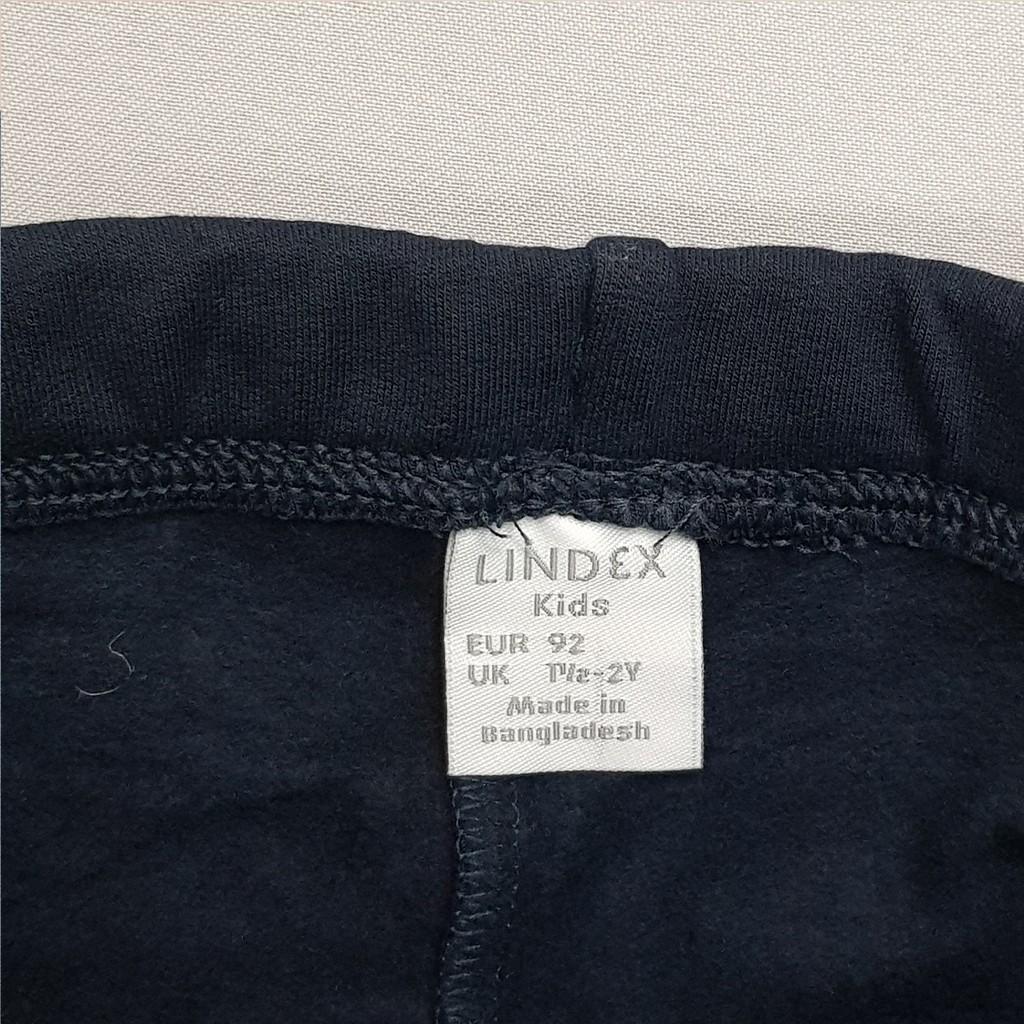 LINDEX
Kids
EUR 92
UK 1½-2Y
Made in
Bangladesh